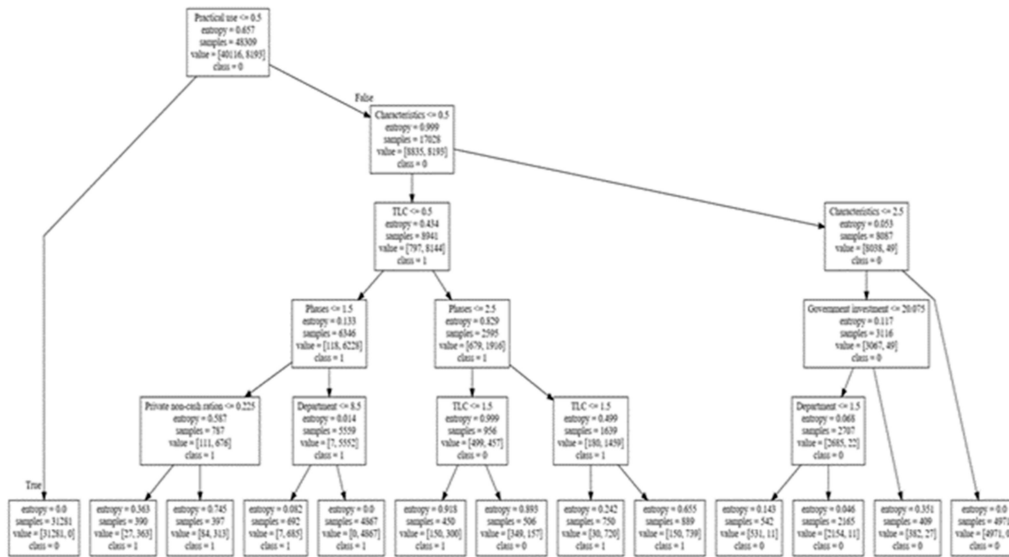 Practical use <= 0.5
entropy = 0.657
samples = 48309
value = [40116, 8193]
class = 0
False
Characteristics <= 0.5
entropy = 0.999
samples = 17028
value = [8835, 8193]
class = 0
TLC <= 0.5
entropy = 0.434
samples = 8941
value = [797, 8144]
class = 1
Characteristics <= 2.5
entropy = 0.053
samples = 8087
value = [8038, 49]
class = 0
Phases <= 1.5
entropy = 0.133
samples = 6346
value = [118, 6228]
class = 1
Phases <= 2.5
entropy = 0.829
samples = 2595
value = [679, 1916]
class = 1
Government investment <= 20.075
entropy = 0.117
samples = 3116
value = [3067, 49]
class = 0
Private non-cash ration <= 0.225
entropy = 0.587
samples = 787
value = [111, 676]
class = 1
Department <= 8.5
entropy = 0.014
samples = 5559
value = [7, 5552]
class = 1
TLC <= 1.5
entropy = 0.999
samples = 956
value = [499, 457]
class = 0
TLC <= 1.5
entropy = 0.499
samples = 1639
value = [180, 1459]
class = 1
Department <= 1.5
entropy = 0.068
samples = 2707
value = [2685, 22]
class = 0
True
entropy = 0.0
samples = 31281
value = [31281, 0]
class = 0
entropy = 0.363
samples = 390
value = [27, 363]
class = 1
entropy = 0.745
samples = 397
value = [84, 313]
class = 1
entropy = 0.082
samples = 692
value = [7, 685]
class = 1
entropy = 0.0
samples = 4867
value = [0, 4867]
class = 1
entropy = 0.918
samples = 450
value = [150, 300]
class = 1
entropy = 0.893
samples = 506
value = [349, 157]
class = 0
entropy = 0.242
samples = 750
value = [30, 720]
class = 1
entropy = 0.655
samples = 889
value = [150, 739]
class = 1
entropy = 0.143
samples = 542
value = [531, 11]
class = 0
entropy = 0.046
samples = 2165
value = [2154, 11]
class = 0
entropy = 0.351
samples = 409
value = [382, 27]
class = 0
entropy = 0.0
samples = 4971
value = [4971, 0
class = 0